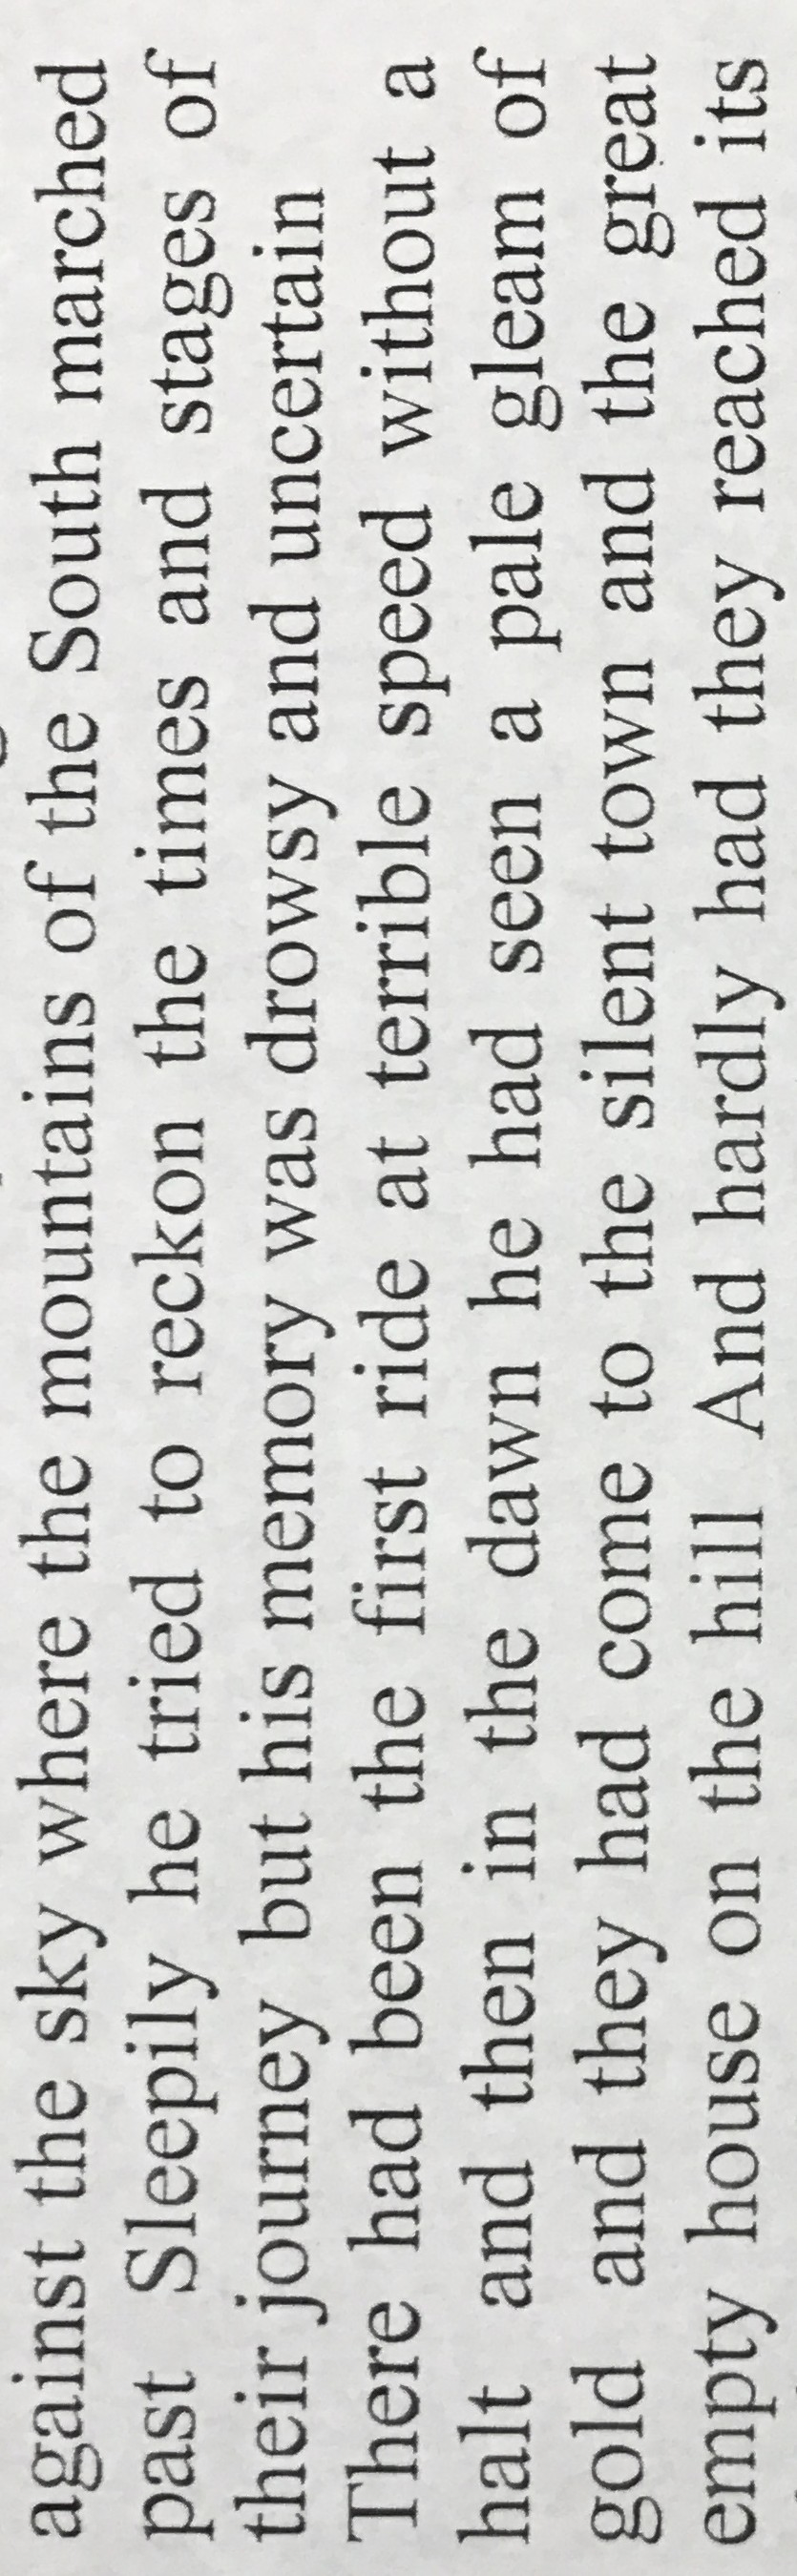 against the sky where the mountains of the South marched
past Sleepily he tried to reckon the times and stages of
their journey but his memory was drowsy and uncertain
There had been the first ride at terrible speed without a
halt and then in the dawn he had seen a pale gleam of
gold and they had come to the silent town and the great
empty house on the hill And hardly had they reached its